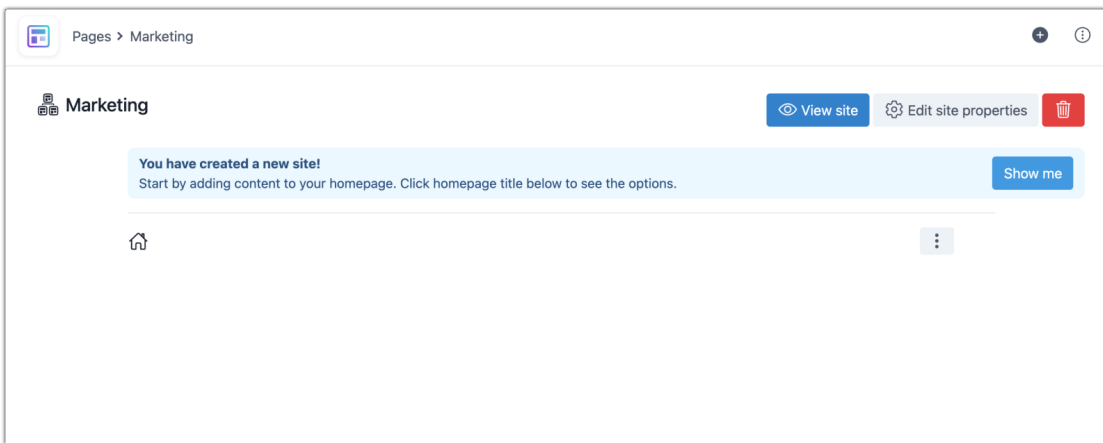 Pages > Marketing
Marketing
View site
Edit site properties
You have created a new site!
Start by adding content to your homepage. Click homepage title below to see the options.
Show me